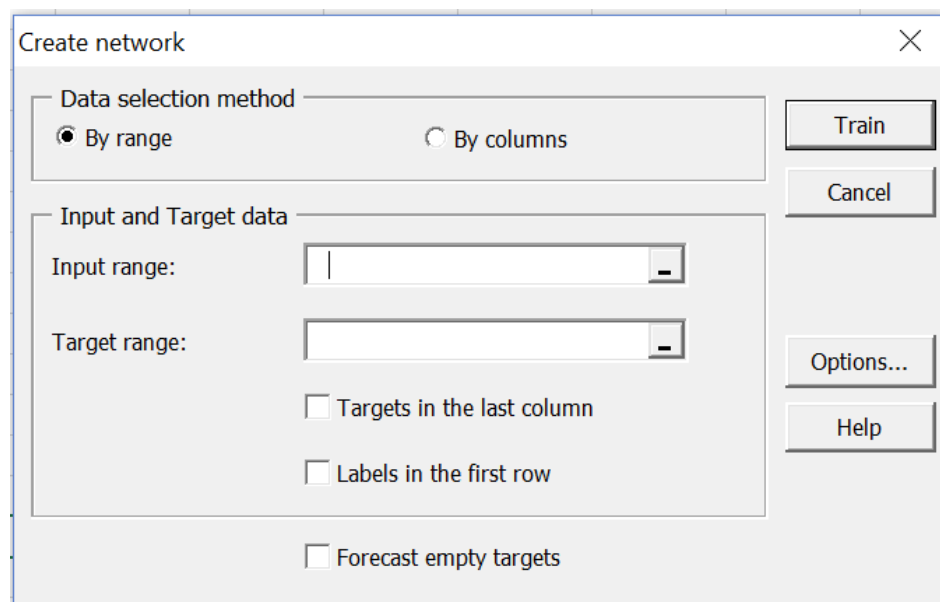 Create network
Data selection method
By range
By columns
Train
Cancel
Input and Target data
Input range:
Target range:
Options...
Targets in the last column
Help
Labels in the first row
Forecast empty targets